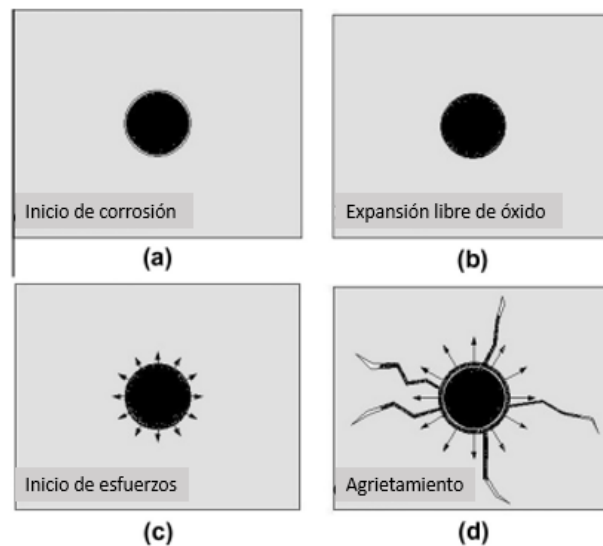 Inicio de corrosión
Expansión libre de óxido
(a)
(b)
Inicio de esfuerzos
Agrietamiento
(c)
(d)